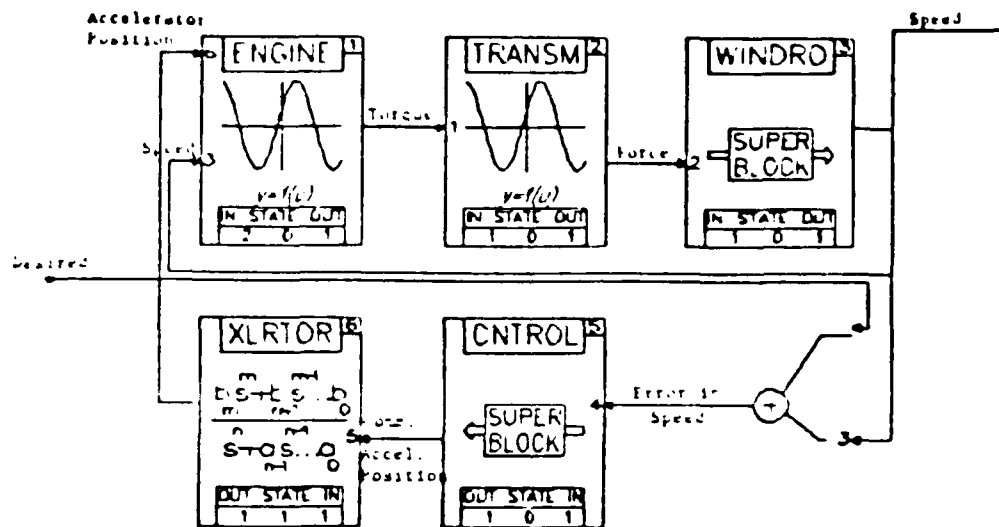 Accelerator
Position
Speed
ENGINE 1
TRANSM 2
WINDRO 3
6
3
Speed
Torque
1
Force
2
SUPER
BLOCK
y=f(u)
y=f(u)
IN STATE OUT
2 0 1
IN STATE OUT
1 0 1
IN STATE OUT
1 0 1
Desired
XLRTOR 6
CNTROL 5
4
Error in
Speed
+
3
5
Accel.
Position
SUPER
BLOCK
OUT STATE IN
1 1 1
OUT STATE IN
1 0 1